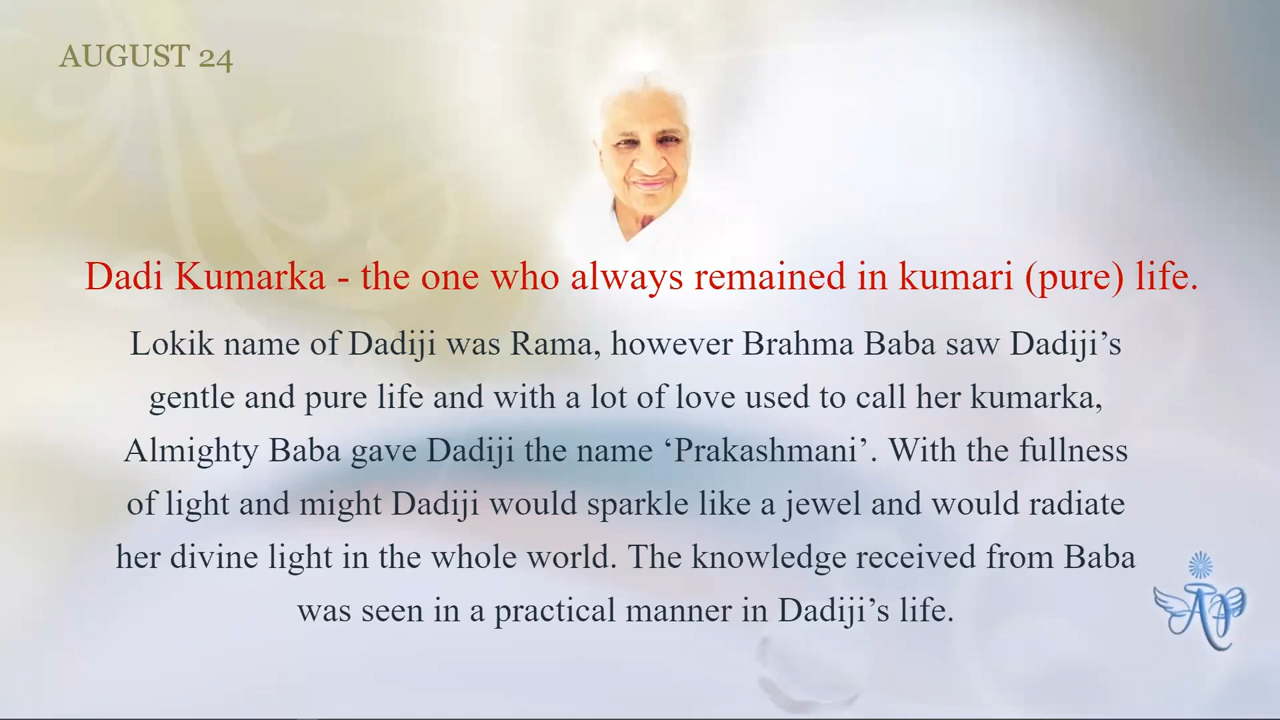 AUGUST 24
Dadi Kumarka - the one who always remained in kumari (pure) life.
Lokik name of Dadiji was Rama, however Brahma Baba saw Dadiji’s
gentle and pure life and with a lot of love used to call her kumarka,
Almighty Baba gave Dadiji the name ‘Prakashmani’. With the fullness
of light and might Dadiji would sparkle like a jewel and would radiate
her divine light in the whole world. The knowledge received from Baba
was seen in a practical manner in Dadiji’s life.